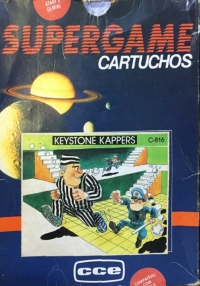 SUPERGAME
CARTUCHOS
KEYSTONE KAPPERS
C-816
cce